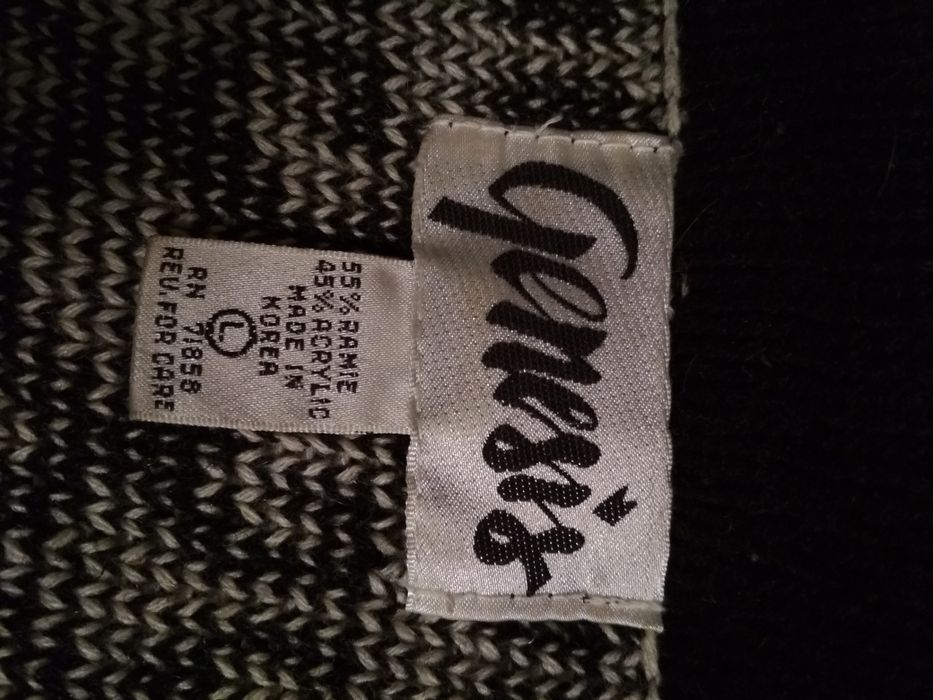 Genesis
55% RAMIE
45% ACRYLIC
MADE IN
KOREA
L
RN 71858
REV.FOR CARE